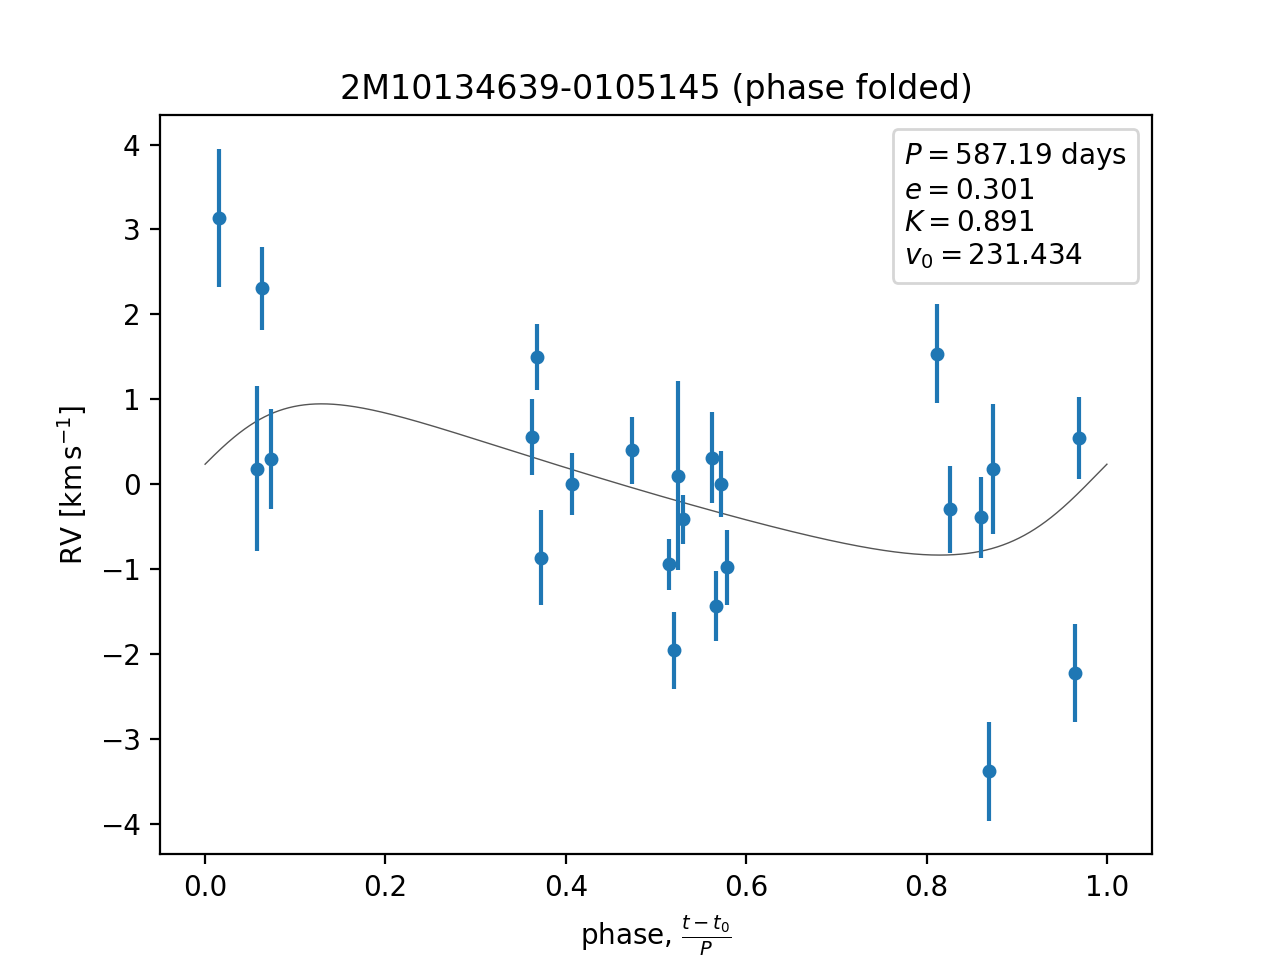 2M10134639-0105145 (phase folded)
P = 587.19 days
e = 0.301
K = 0.891
v₀ = 231.434
4
3
2
1
0
−1
−2
−3
−4
RV [km s⁻¹]
0.0 0.2 0.4 0.6 0.8 1.0
phase, (t − t₀)/P